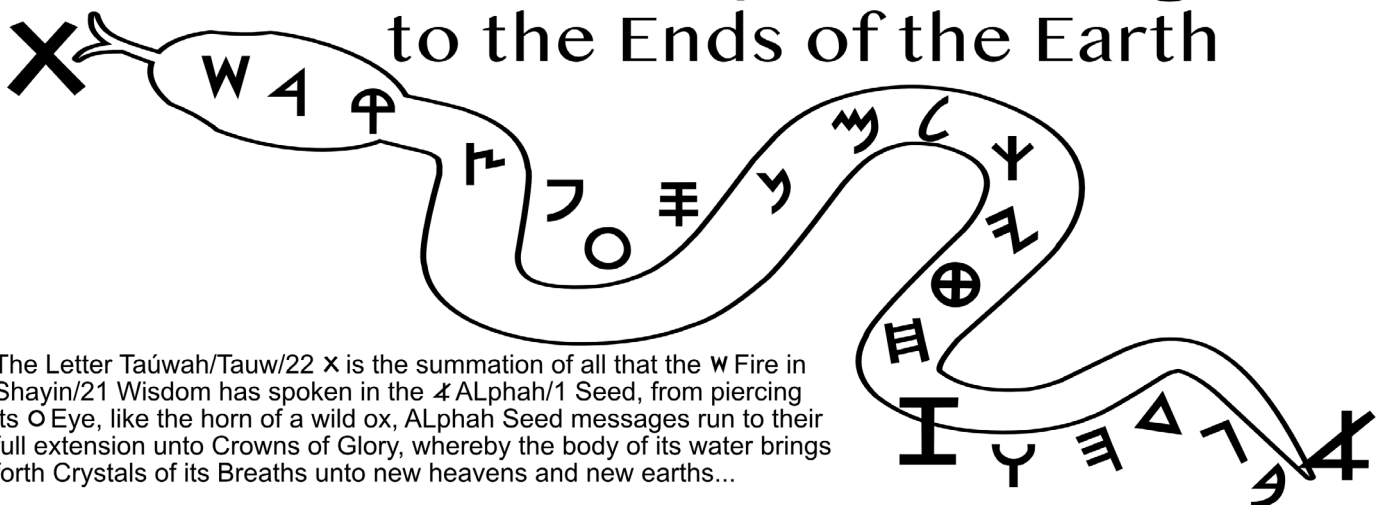 to the Ends of the Earth
𐤕 𐤔 𐤓 𐤒 𐤑 𐤐 𐤏 𐤎 𐤍 𐤌 𐤋 𐤊 𐤉 𐤈 𐤇 𐤆 𐤅 𐤄 𐤃 𐤂 𐤁 𐤀
The Letter Taúwah/Tauw/22 𐤕 is the summation of all that the 𐤔 Fire in
Shayin/21 Wisdom has spoken in the 𐤀 ALphah/1 Seed, from piercing
ts 𐤏 Eye, like the horn of a wild ox, ALphah Seed messages run to their
full extension unto Crowns of Glory, whereby the body of its water brings
forth Crystals of its Breaths unto new heavens and new earths...